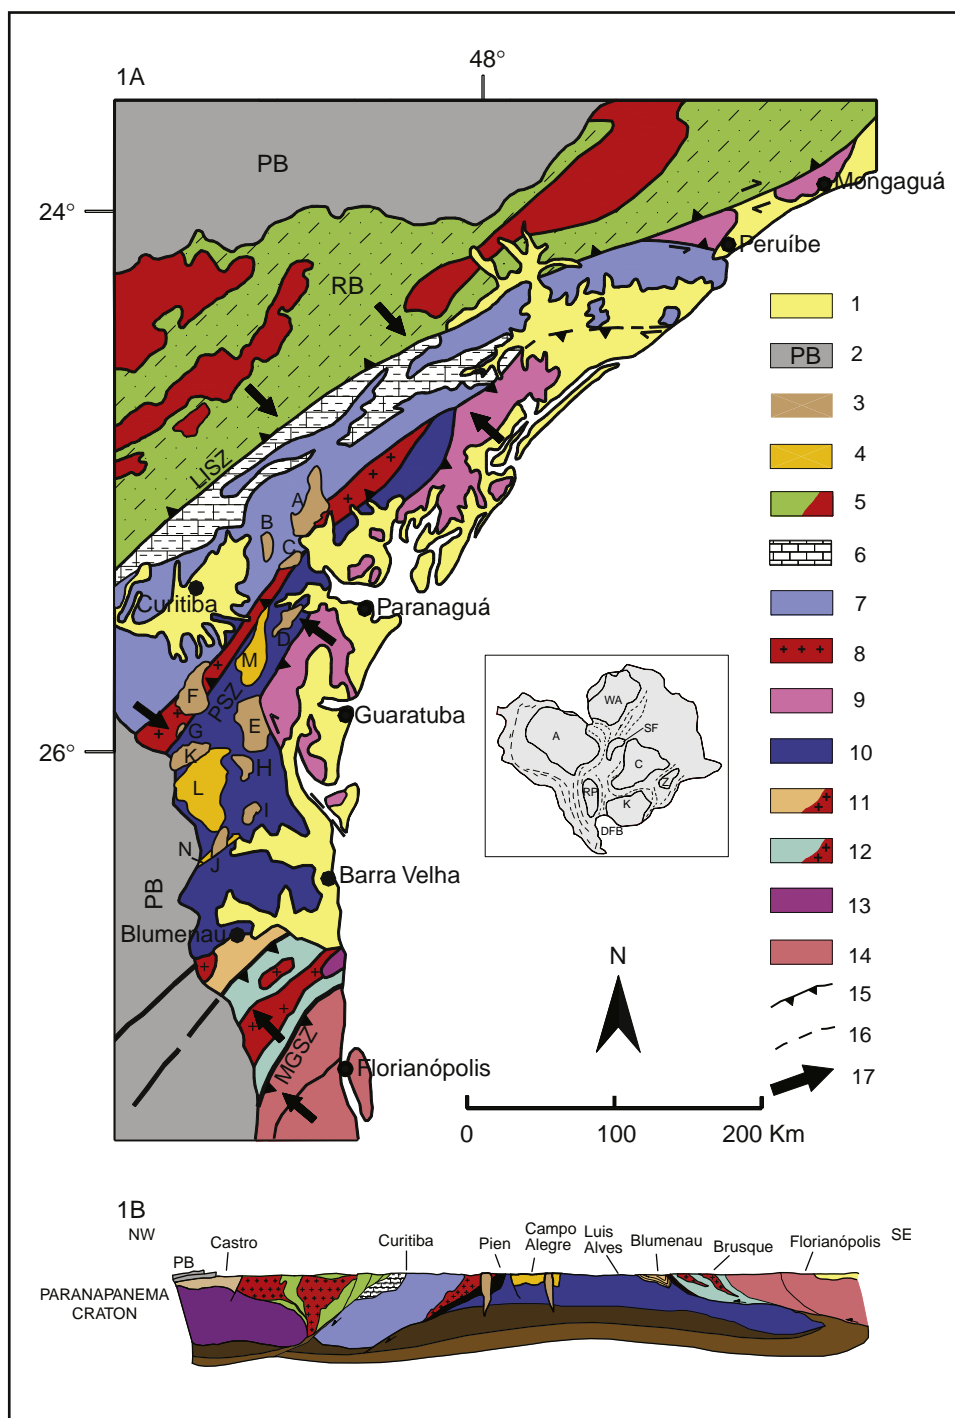 1A
48°
24°
26°
PB
RB
Mongaguá
Peruíbe
LISZ
A
B
C
Curitiba
Paranaguá
D
M
F
PSZ
E
Guaratuba
G
K
H
L
I
N
J
PB
Barra Velha
Blumenau
MGSZ
Florianópolis
WA
A
SF
C
Z
RP
K
DFB
1
PB 2
3
4
5
6
7
8
9
10
11
12
13
14
15
16
17
N
0 100 200 Km
1B
NW
SE
Castro
Curitiba
Pien
Campo
Alegre
Luis
Alves
Blumenau
Brusque
Florianópolis
PB
PARANAPANEMA
CRATON